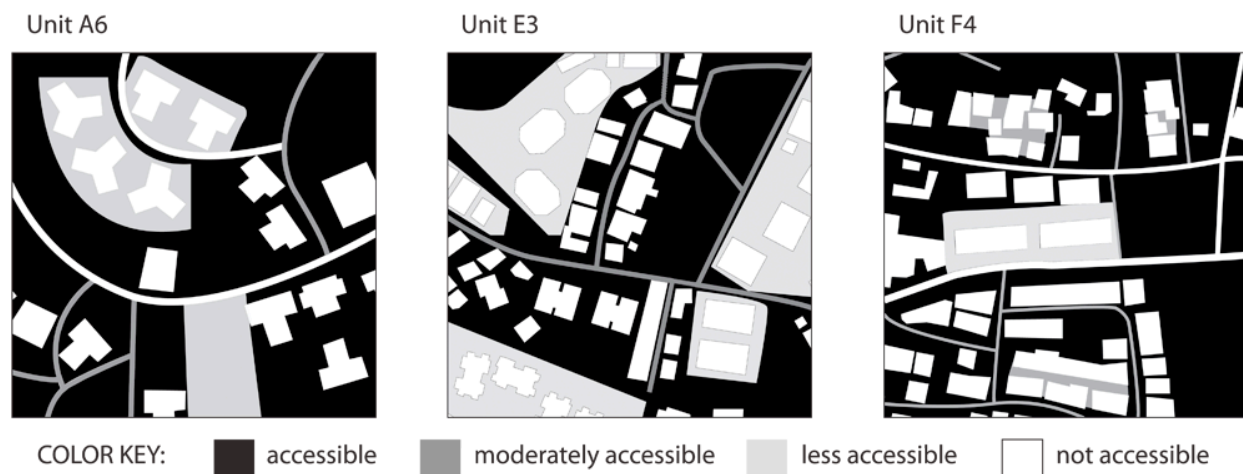 Unit A6
Unit E3
Unit F4
COLOR KEY: accessible moderately accessible less accessible not accessible